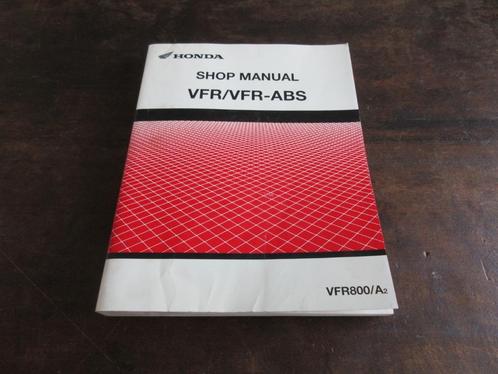 HONDA
SHOP MANUAL
VFR/VFR-ABS
VFR800/A2